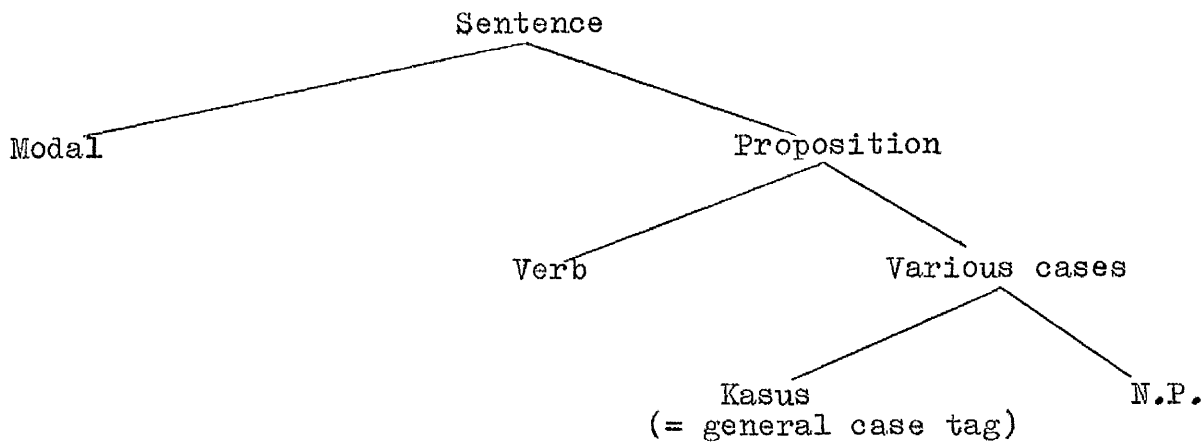 Sentence
Modal
Proposition
Verb
Various cases
Kasus
N.P.
(= general case tag)